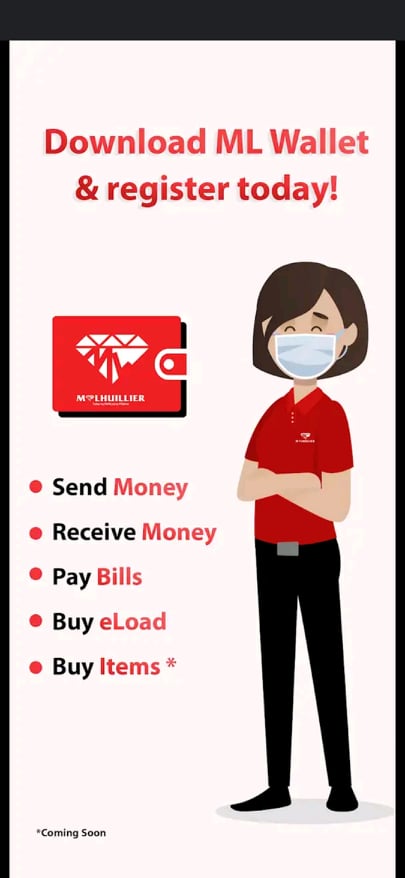 Download ML Wallet
& register today!
M LHUILLIER
Send Money
Receive Money
Pay Bills
Buy eLoad
Buy Items *
*Coming Soon